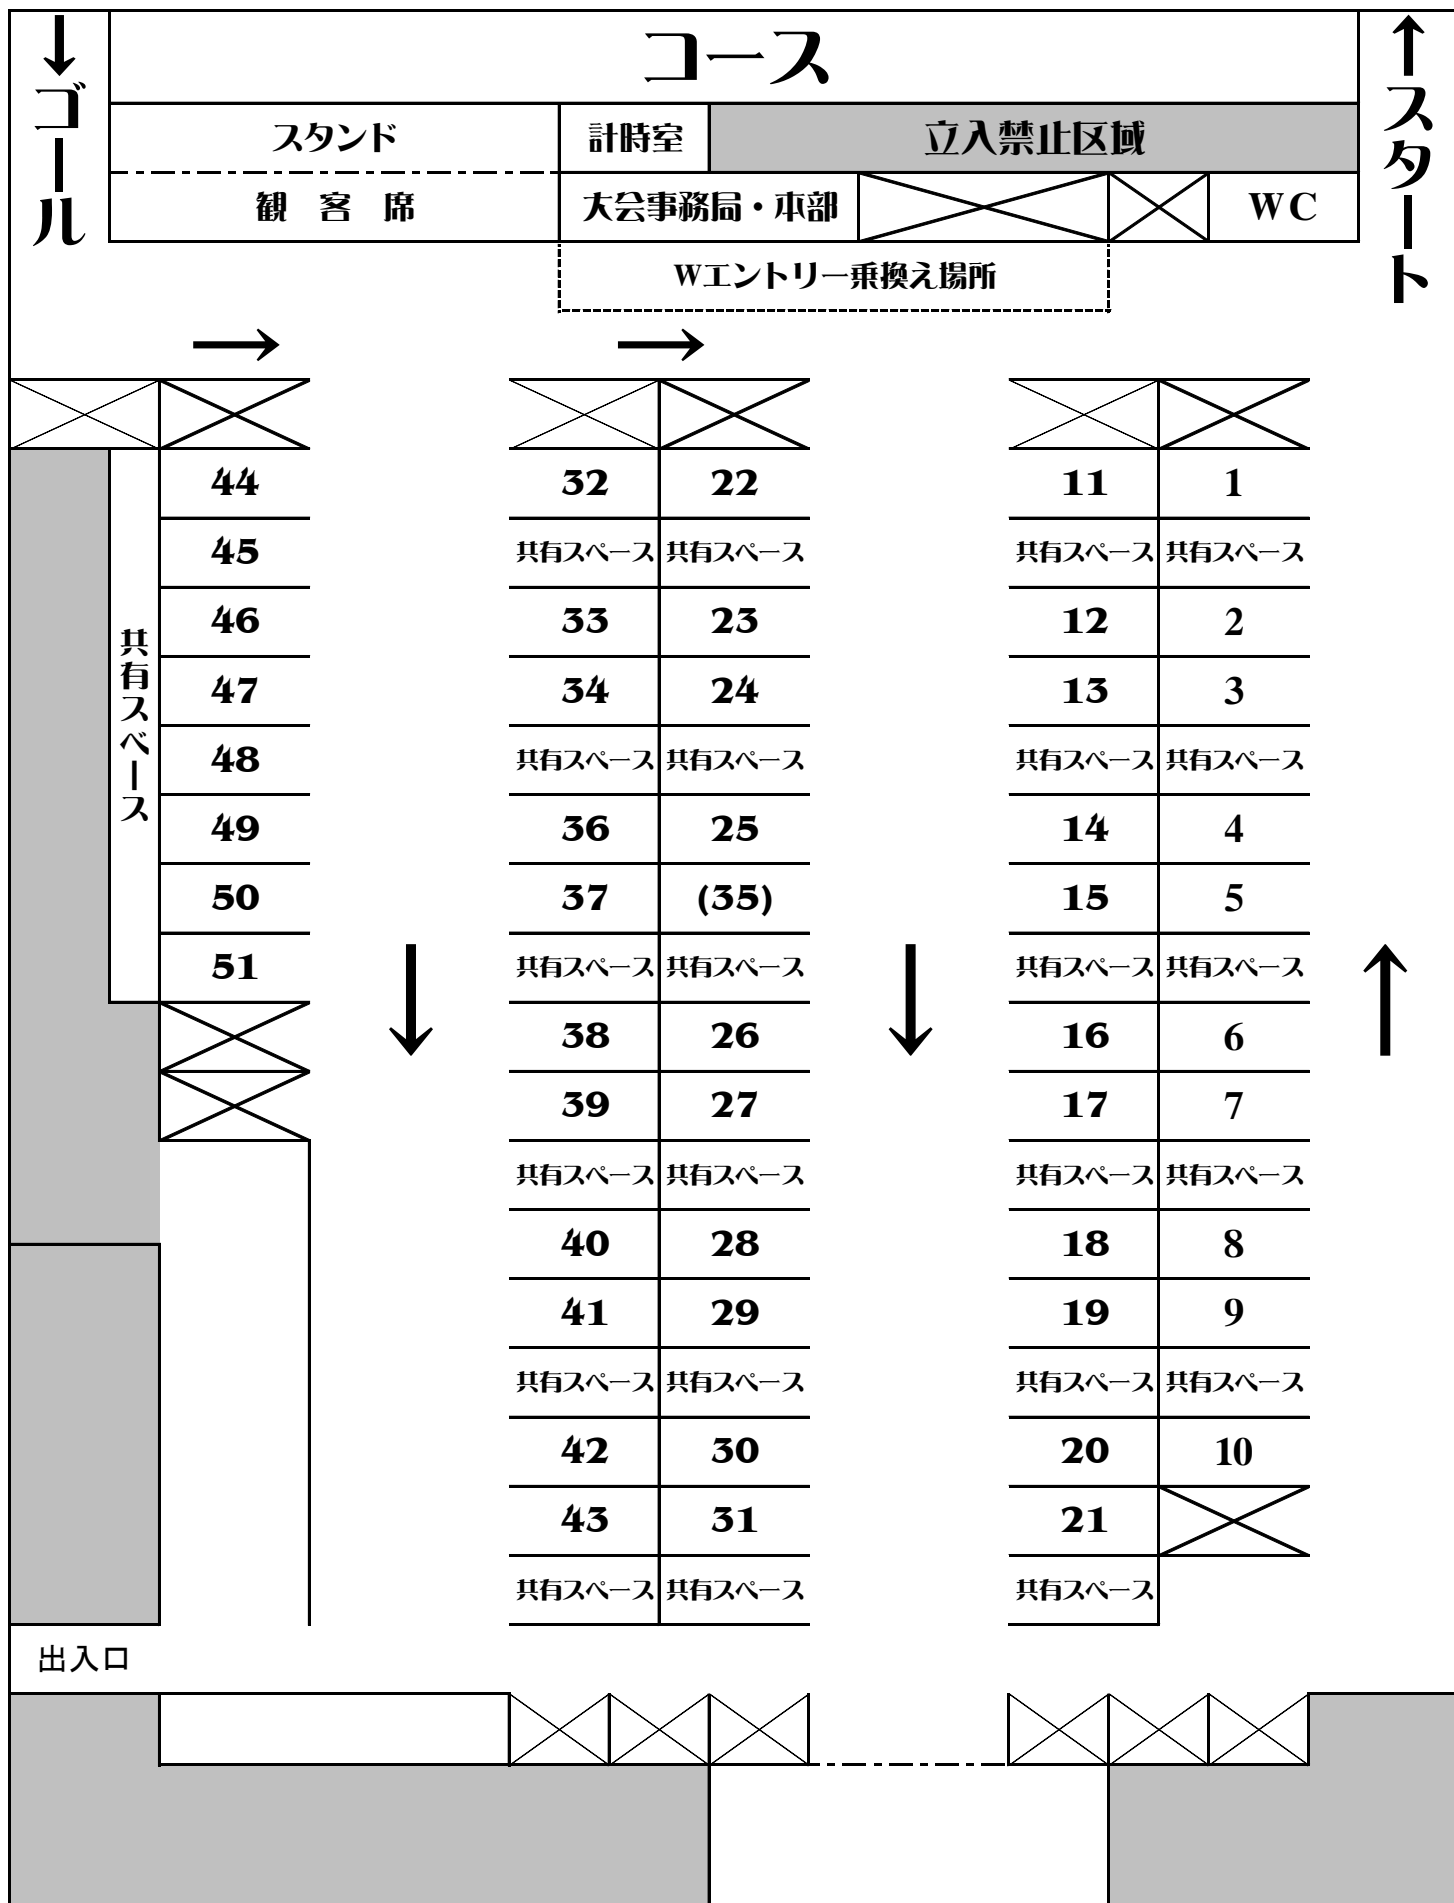 コース
ゴール
スタート
スタンド
計時室
立入禁止区域
観 客 席
大会事務局・本部
WC
Wエントリー乗換え場所
44 32 22 11 1
45 共有スペース 共有スペース 共有スペース 共有スペース
46 33 23 12 2
47 34 24 13 3
48 共有スペース 共有スペース 共有スペース 共有スペース
共有スペース
49 36 25 14 4
50 37 (35) 15 5
51 共有スペース 共有スペース 共有スペース 共有スペース
38 26 16 6
39 27 17 7
共有スペース 共有スペース 共有スペース 共有スペース
40 28 18 8
41 29 19 9
共有スペース 共有スペース 共有スペース 共有スペース
42 30 20 10
43 31 21
共有スペース 共有スペース 共有スペース
出入口